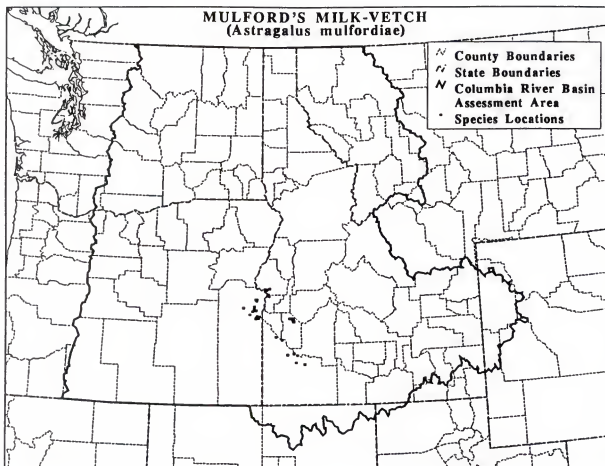 MULFORD'S MILK-VETCH
(Astragalus mulfordiae)
County Boundaries
State Boundaries
Columbia River Basin
Assessment Area
Species Locations